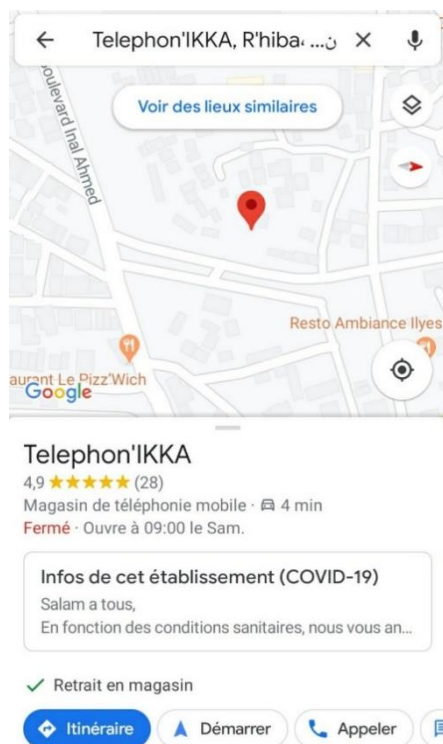 Telephon'IKKA, R'hiba، ...ن
Voir des lieux similaires
oulevard Inal Ahmed
Resto Ambiance Ilyes
aurant Le Pizz'Wich
Google
Telephon'IKKA
4,9 ★★★★★ (28)
Magasin de téléphonie mobile · 4 min
Fermé · Ouvre à 09:00 le Sam.
Infos de cet établissement (COVID-19)
Salam a tous,
En fonction des conditions sanitaires, nous vous an...
Retrait en magasin
Itinéraire
Démarrer
Appeler